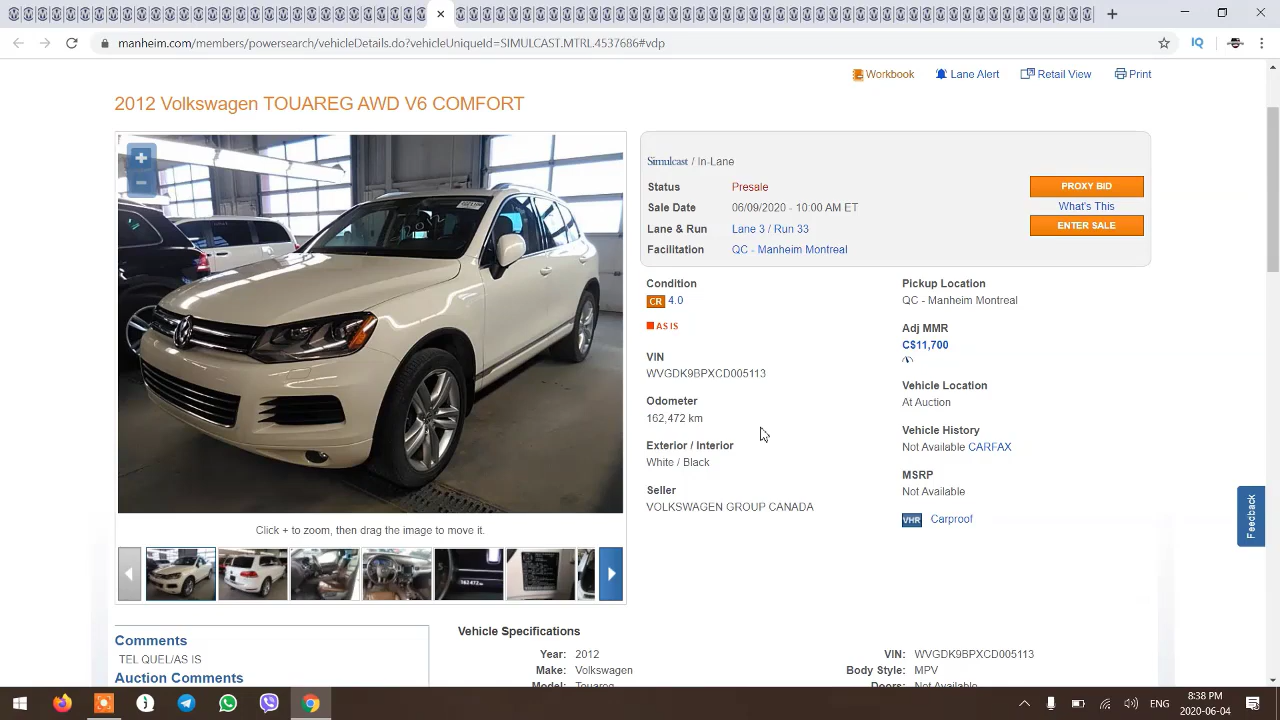 manheim.com/members/powersearch/vehicleDetails.do?vehicleUniqueId=SIMULCAST.MTRL.4537686#vdp
IQ
Workbook
Lane Alert
Retail View
Print
2012 Volkswagen TOUAREG AWD V6 COMFORT
Simulcast / In-Lane
Status Presale
PROXY BID
Sale Date 06/09/2020 - 10:00 AM ET
What's This
Lane & Run Lane 3 / Run 33
ENTER SALE
Facilitation QC - Manheim Montreal
Condition
CR 4.0
AS IS
VIN
WVGDK9BPXCD005113
Odometer
162,472 km
Exterior / Interior
White / Black
Seller
VOLKSWAGEN GROUP CANADA
Pickup Location
QC - Manheim Montreal
Adj MMR
C$11,700
Vehicle Location
At Auction
Vehicle History
Not Available CARFAX
MSRP
Not Available
VHR Carproof
Feedback
Click + to zoom, then drag the image to move it.
Comments
TEL QUEL/AS IS
Auction Comments
Vehicle Specifications
Year: 2012
VIN: WVGDK9BPXCD005113
Make: Volkswagen
Body Style: MPV
Model: Touareg
Doors: Not Available
ENG
8:38 PM
2020-06-04